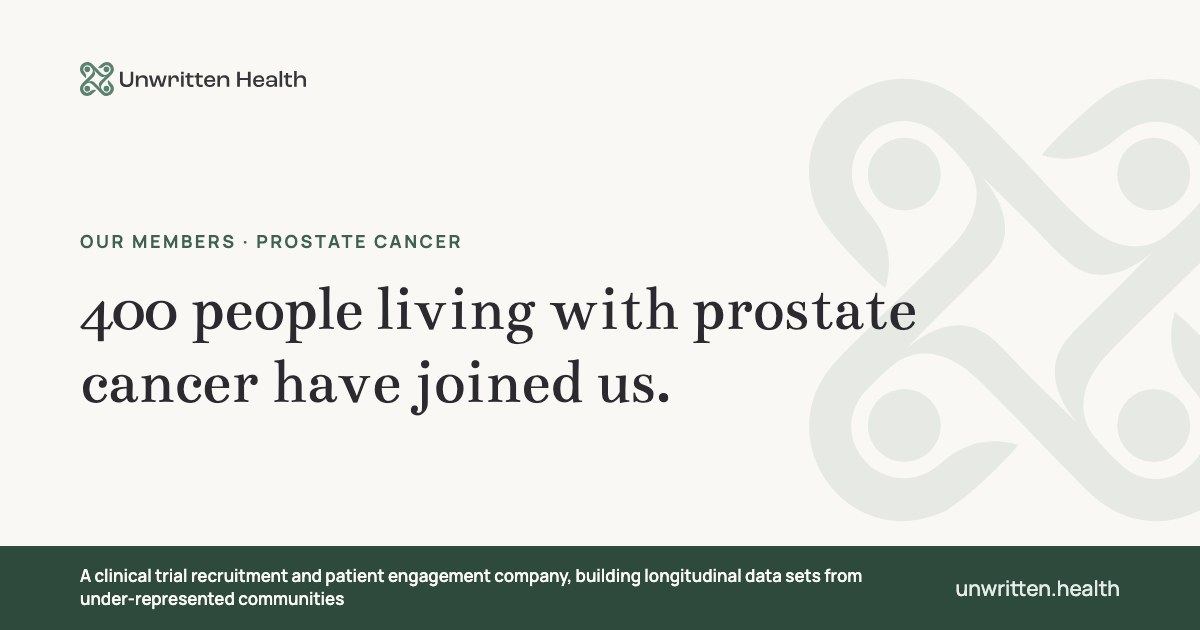 Unwritten Health
OUR MEMBERS · PROSTATE CANCER
400 people living with prostate
cancer have joined us.
A clinical trial recruitment and patient engagement company, building longitudinal data sets from
under-represented communities
unwritten.health